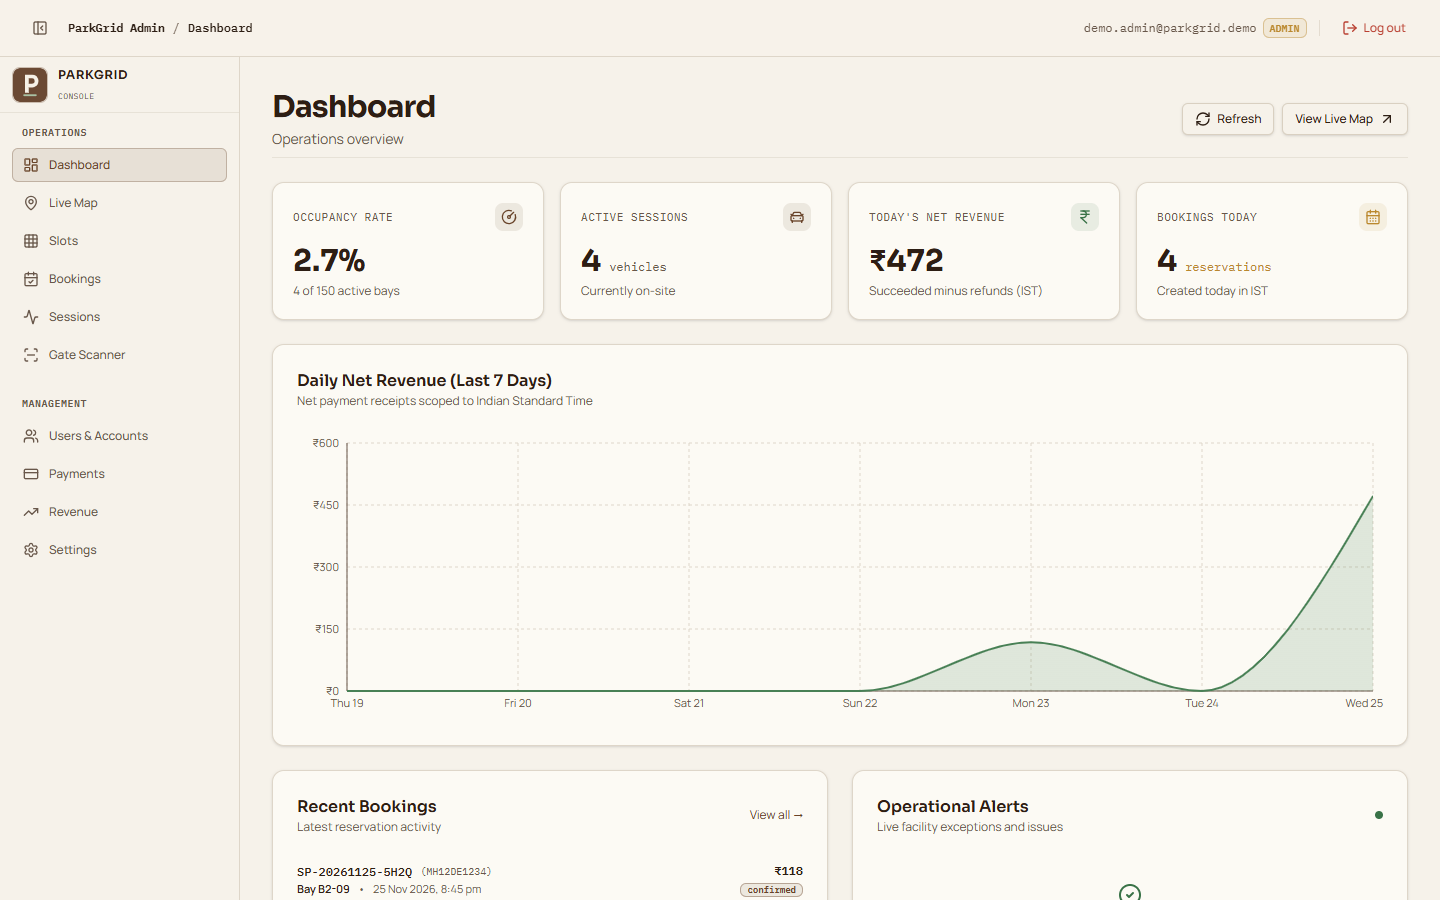 ParkGrid Admin / Dashboard
demo.admin@parkgrid.demo ADMIN Log out
P PARKGRID
CONSOLE
OPERATIONS
Dashboard
Live Map
Slots
Bookings
Sessions
Gate Scanner
MANAGEMENT
Users & Accounts
Payments
Revenue
Settings
Dashboard
Operations overview
Refresh
View Live Map
OCCUPANCY RATE
2.7%
4 of 150 active bays
ACTIVE SESSIONS
4 vehicles
Currently on-site
TODAY'S NET REVENUE
₹
₹472
Succeeded minus refunds (IST)
BOOKINGS TODAY
4 reservations
Created today in IST
Daily Net Revenue (Last 7 Days)
Net payment receipts scoped to Indian Standard Time
₹600
₹450
₹300
₹150
₹0
Thu 19 Fri 20 Sat 21 Sun 22 Mon 23 Tue 24 Wed 25
Recent Bookings
Latest reservation activity
View all →
SP-20261125-5H2Q (MH12DE1234) ₹118
Bay B2-09 • 25 Nov 2026, 8:45 pm confirmed
Operational Alerts
Live facility exceptions and issues